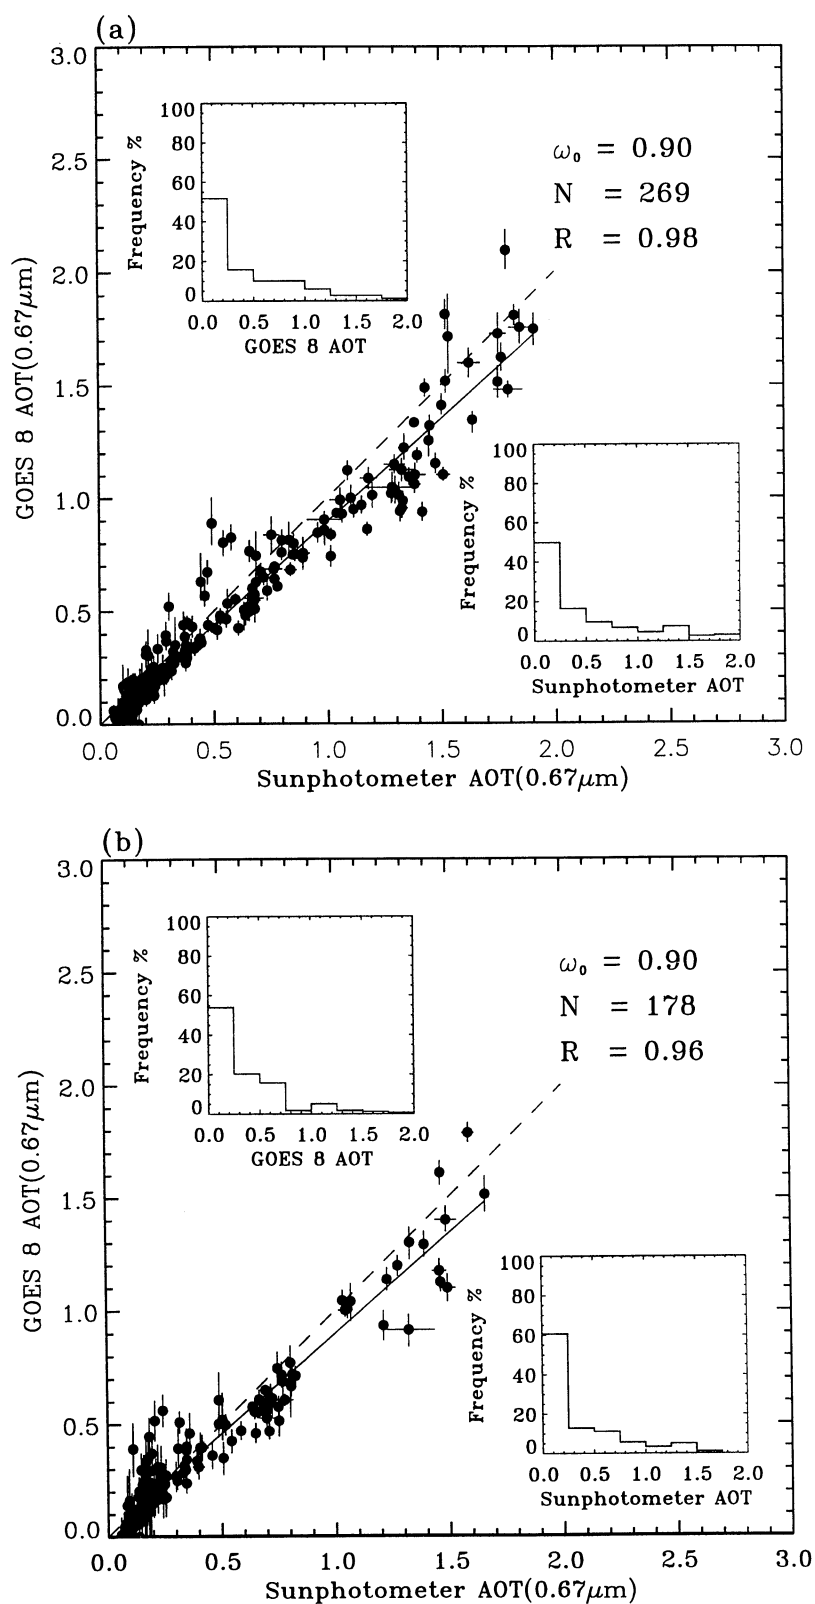 (a)
3.0
2.5
2.0
1.5
1.0
0.5
0.0
GOES 8 AOT(0.67μm)
100
80
60
40
20
0
Frequency %
0.0 0.5 1.0 1.5 2.0
GOES 8 AOT
ω₀ = 0.90
N = 269
R = 0.98
100
80
60
40
20
0
Frequency %
0.0 0.5 1.0 1.5 2.0
Sunphotometer AOT
0.0 0.5 1.0 1.5 2.0 2.5 3.0
Sunphotometer AOT(0.67μm)
(b)
3.0
2.5
2.0
1.5
1.0
0.5
0.0
GOES 8 AOT(0.67μm)
100
80
60
40
20
0
Frequency %
0.0 0.5 1.0 1.5 2.0
GOES 8 AOT
ω₀ = 0.90
N = 178
R = 0.96
100
80
60
40
20
0
Frequency %
0.0 0.5 1.0 1.5 2.0
Sunphotometer AOT
0.0 0.5 1.0 1.5 2.0 2.5 3.0
Sunphotometer AOT(0.67μm)